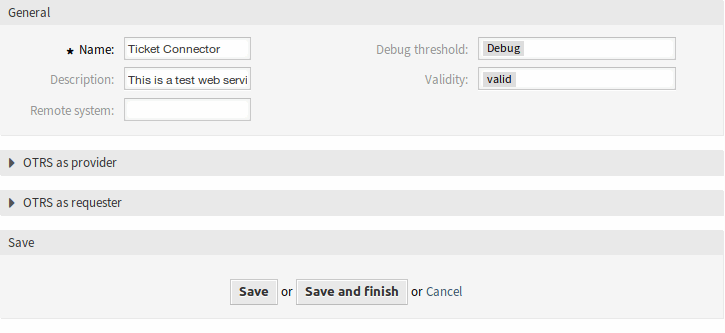 General
* Name: Ticket Connector Debug threshold: Debug
Description: This is a test web servi Validity: valid
Remote system:
OTRS as provider
OTRS as requester
Save
Save or Save and finish or Cancel